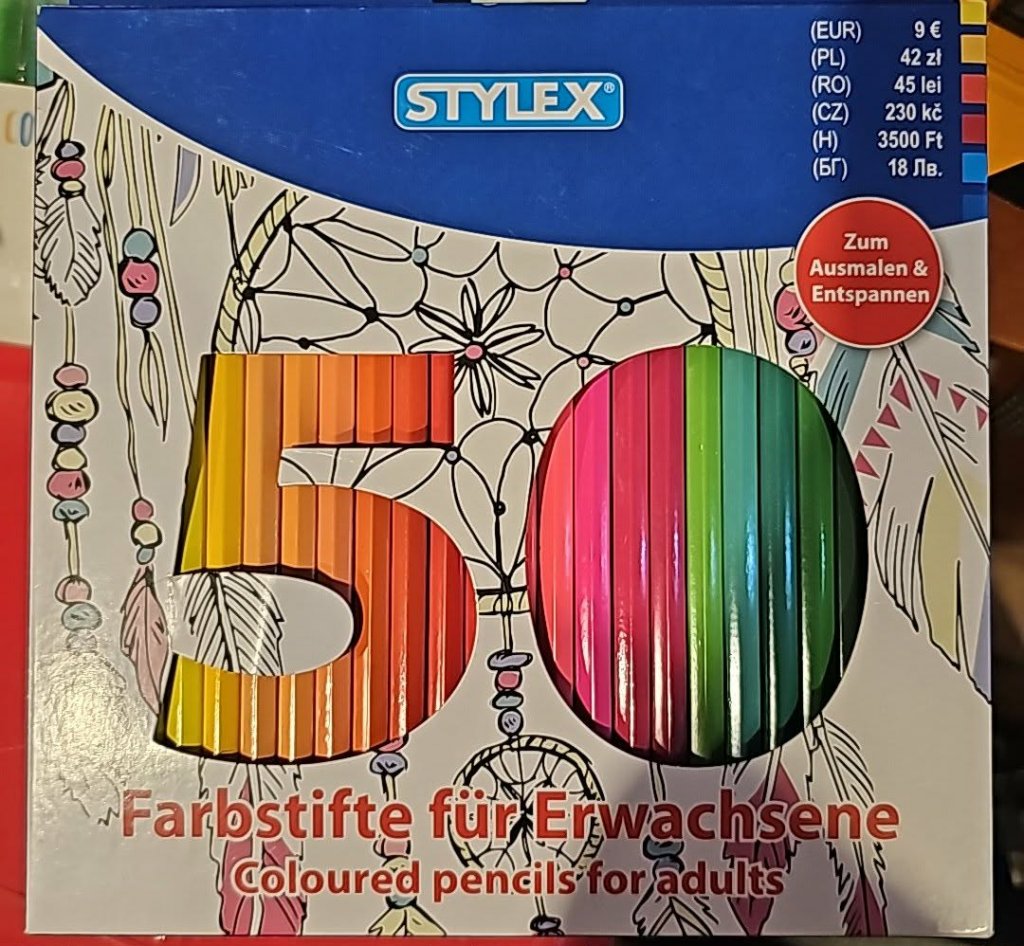 STYLEX®
(EUR) 9 €
(PL) 42 zł
(RO) 45 lei
(CZ) 230 kč
(H) 3500 Ft
(БГ) 18 Лв.
Zum
Ausmalen &
Entspannen
50
Farbstifte für Erwachsene
Coloured pencils for adults